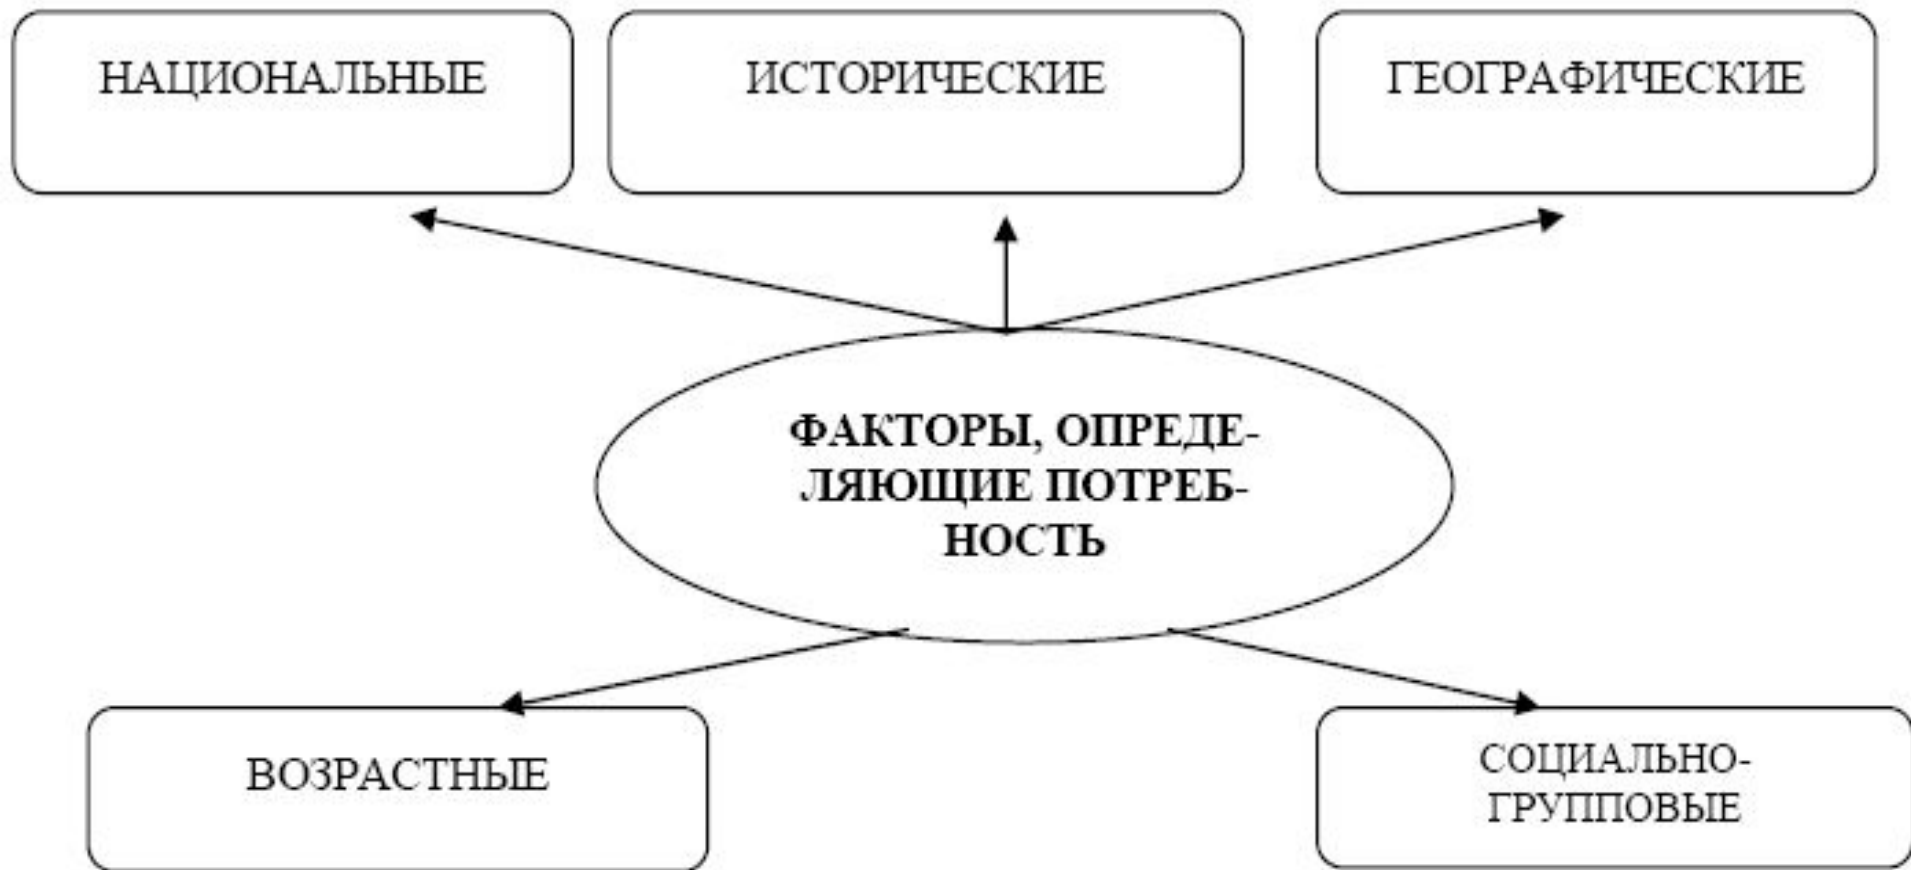 НАЦИОНАЛЬНЫЕ
ИСТОРИЧЕСКИЕ
ГЕОГРАФИЧЕСКИЕ
ФАКТОРЫ, ОПРЕДЕ-
ЛЯЮЩИЕ ПОТРЕБ-
НОСТЬ
ВОЗРАСТНЫЕ
СОЦИАЛЬНО-
ГРУППОВЫЕ